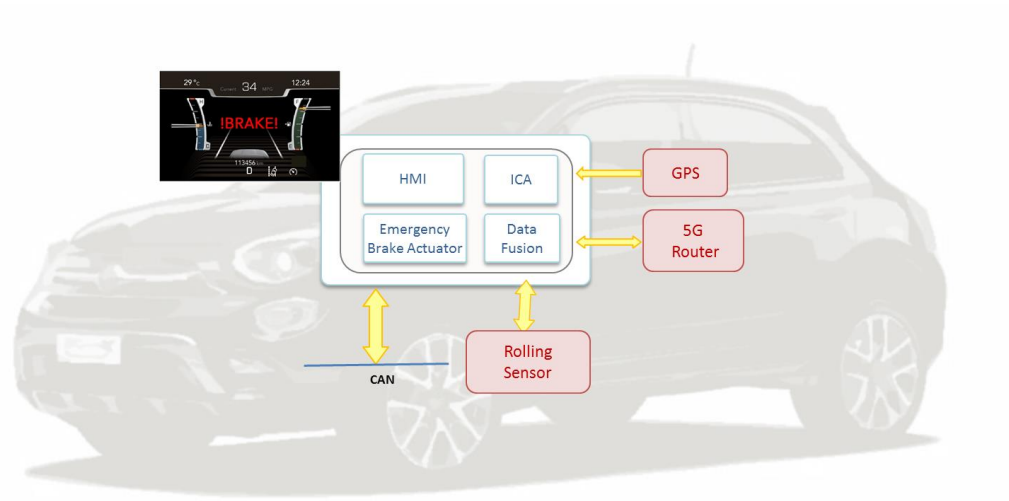 29 °c
34
12:24
!BRAKE!
113456 km
D
HMI
ICA
GPS
Emergency
Brake Actuator
Data
Fusion
5G
Router
Rolling
Sensor
CAN